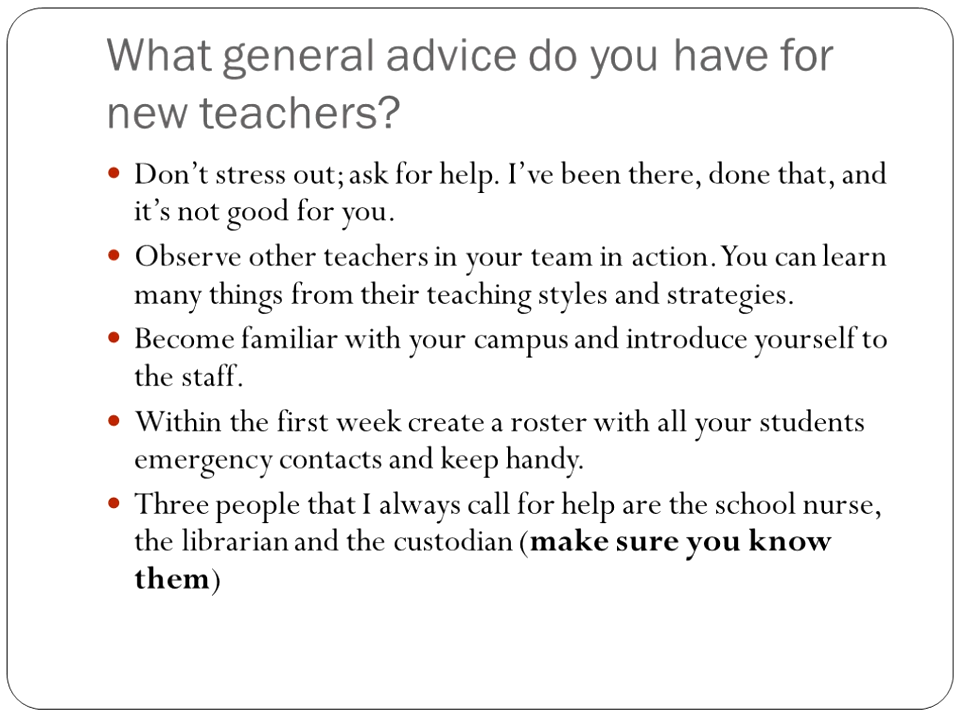 What general advice do you have for
new teachers?
• Don’t stress out; ask for help. I’ve been there, done that, and
it’s not good for you.
• Observe other teachers in your team in action. You can learn
many things from their teaching styles and strategies.
• Become familiar with your campus and introduce yourself to
the staff.
• Within the first week create a roster with all your students
emergency contacts and keep handy.
• Three people that I always call for help are the school nurse,
the librarian and the custodian (make sure you know
them)